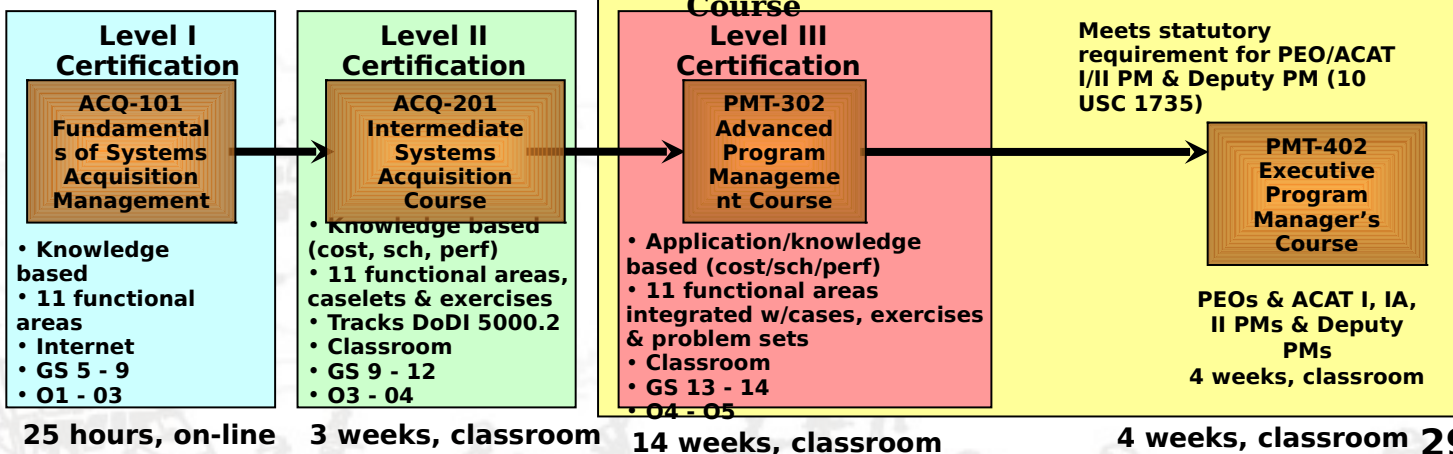 Course
Level I
Certification
ACQ-101
Fundamental
s of Systems
Acquisition
Management
• Knowledge
based
• 11 functional
areas
• Internet
• GS 5 - 9
• O1 - 03
25 hours, on-line
Level II
Certification
ACQ-201
Intermediate
Systems
Acquisition
Course
• Knowledge based
(cost, sch, perf)
• 11 functional areas,
caselets & exercises
• Tracks DoDI 5000.2
• Classroom
• GS 9 - 12
• O3 - 04
3 weeks, classroom
Level III
Certification
PMT-302
Advanced
Program
Manageme
nt Course
• Application/knowledge
based (cost/sch/perf)
• 11 functional areas
integrated w/cases, exercises
& problem sets
• Classroom
• GS 13 - 14
• O4 - O5
14 weeks, classroom
Meets statutory
requirement for PEO/ACAT
I/II PM & Deputy PM (10
USC 1735)
PMT-402
Executive
Program
Manager’s
Course
PEOs & ACAT I, IA,
II PMs & Deputy
PMs
4 weeks, classroom
4 weeks, classroom